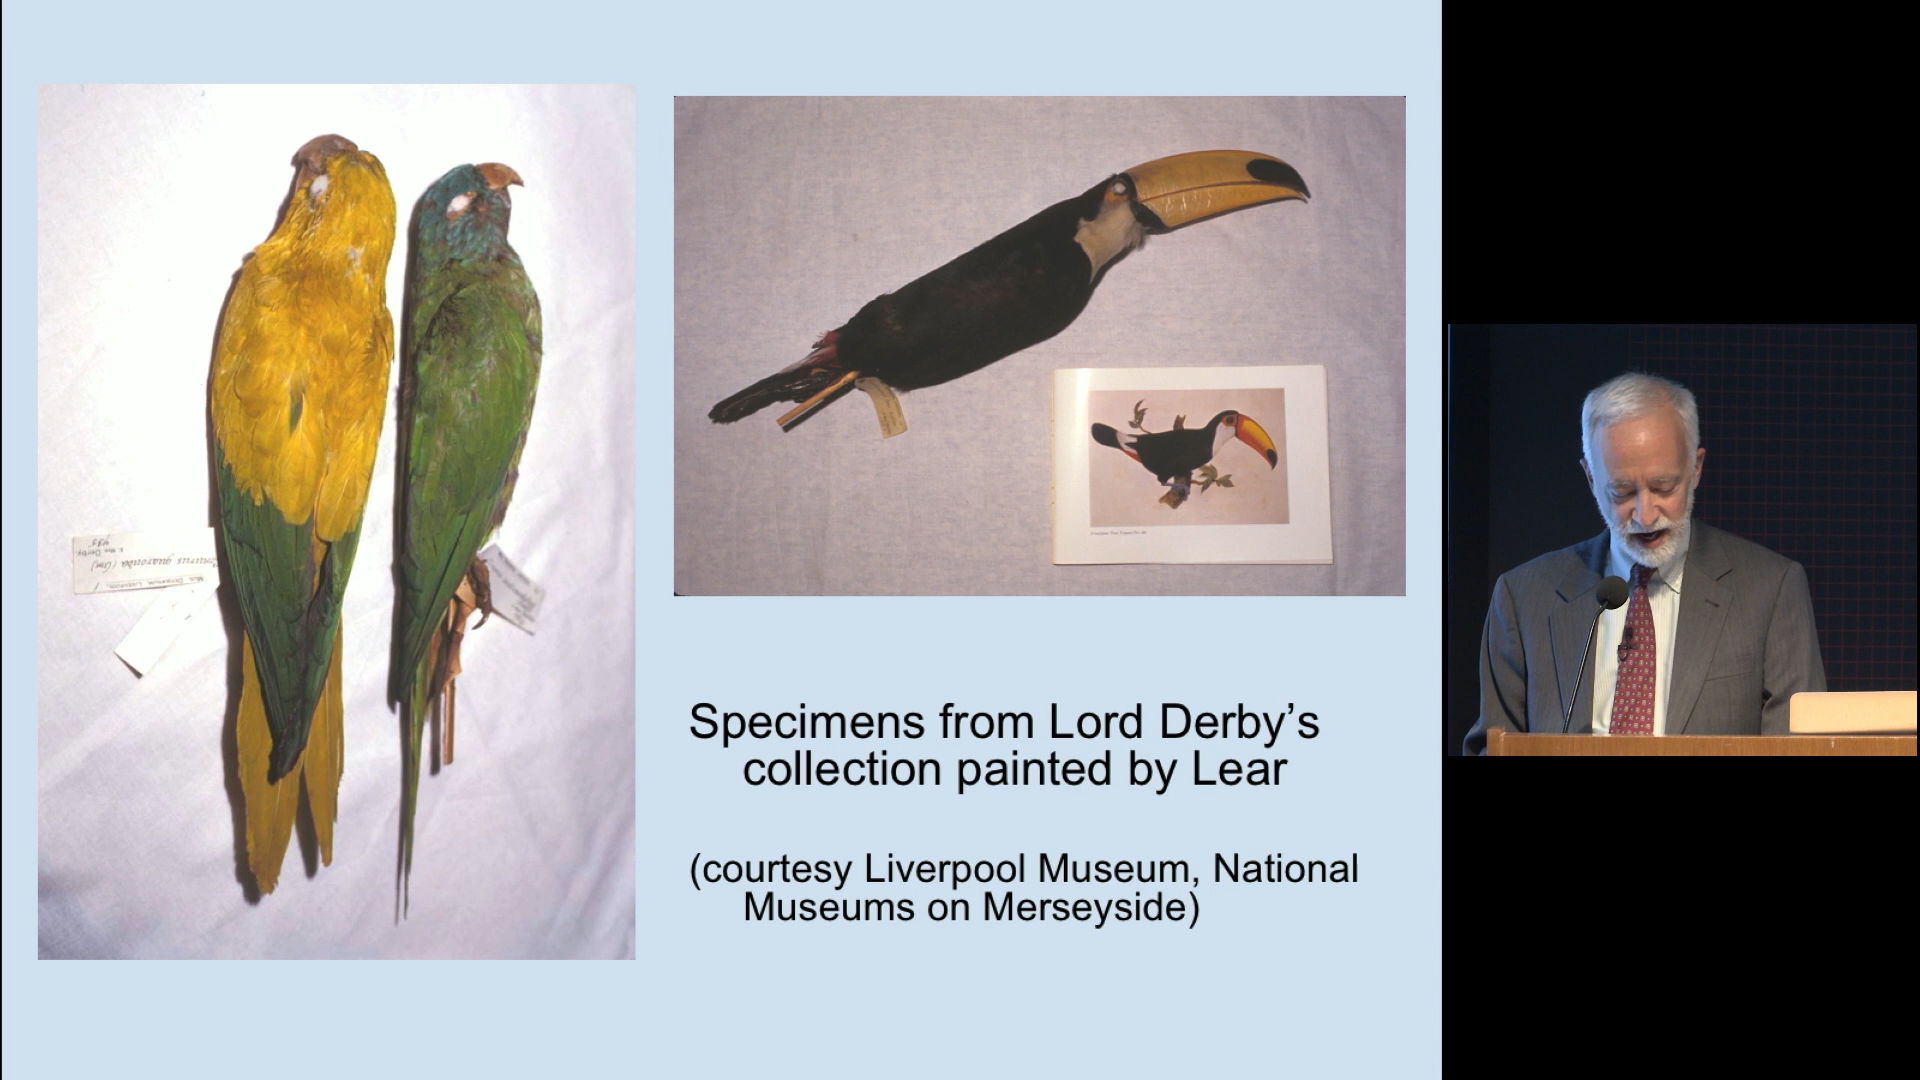 Specimens from Lord Derby’s
collection painted by Lear
(courtesy Liverpool Museum, National
Museums on Merseyside)